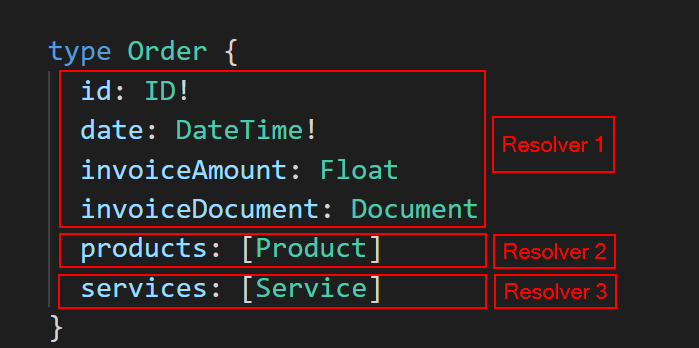 type Order {
id: ID!
date: DateTime!
Resolver 1
invoiceAmount: Float
invoiceDocument: Document
products: [Product]
Resolver 2
services: [Service]
Resolver 3
}